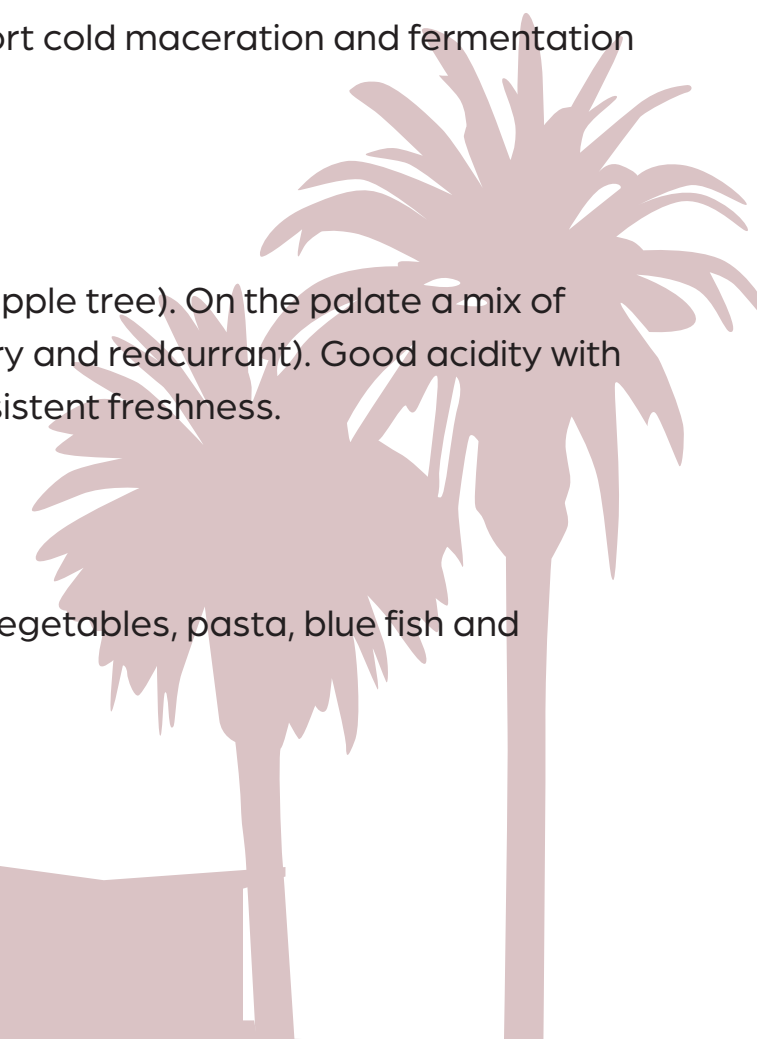 ort cold maceration and fermentation
pple tree). On the palate a mix of
ry and redcurrant). Good acidity with
sistent freshness.
egetables, pasta, blue fish and